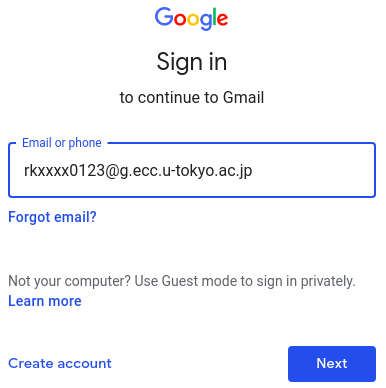 Google
Sign in
to continue to Gmail
Email or phone
rkxxxx0123@g.ecc.u-tokyo.ac.jp
Forgot email?
Not your computer? Use Guest mode to sign in privately.
Learn more
Create account
Next